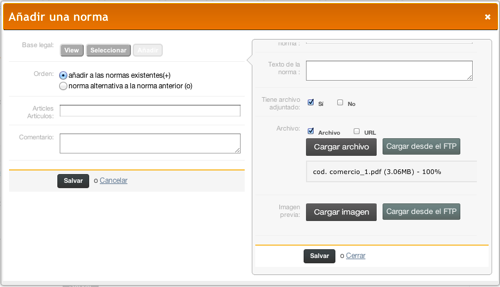 Añadir una norma
Base legal:
View
Seleccionar
Añadir
Orden:
añadir a las normas existentes(+)
norma alternativa a la norma anterior (o)
Articles
Artículos:
Comentario:
Salvar o Cancelar
norma :
Texto de la
norma :
Tiene archivo
adjuntado:
Si
No
Archivo:
Archivo
URL
Cargar archivo
Cargar desde el FTP
cod. comercio_1.pdf (3.06MB) - 100%
Imagen
previa:
Cargar imagen
Cargar desde el FTP
Salvar o Cerrar